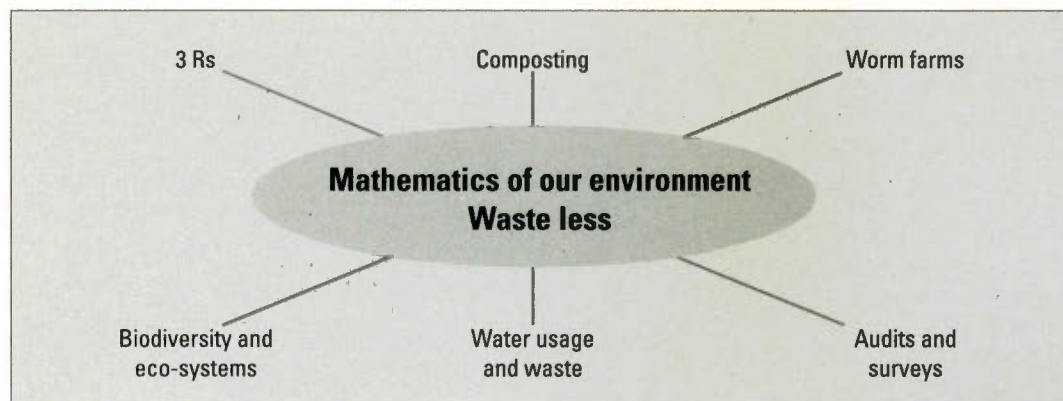 3 Rs
Composting
Worm farms
Mathematics of our environment
Waste less
Biodiversity and
eco-systems
Water usage
and waste
Audits and
surveys